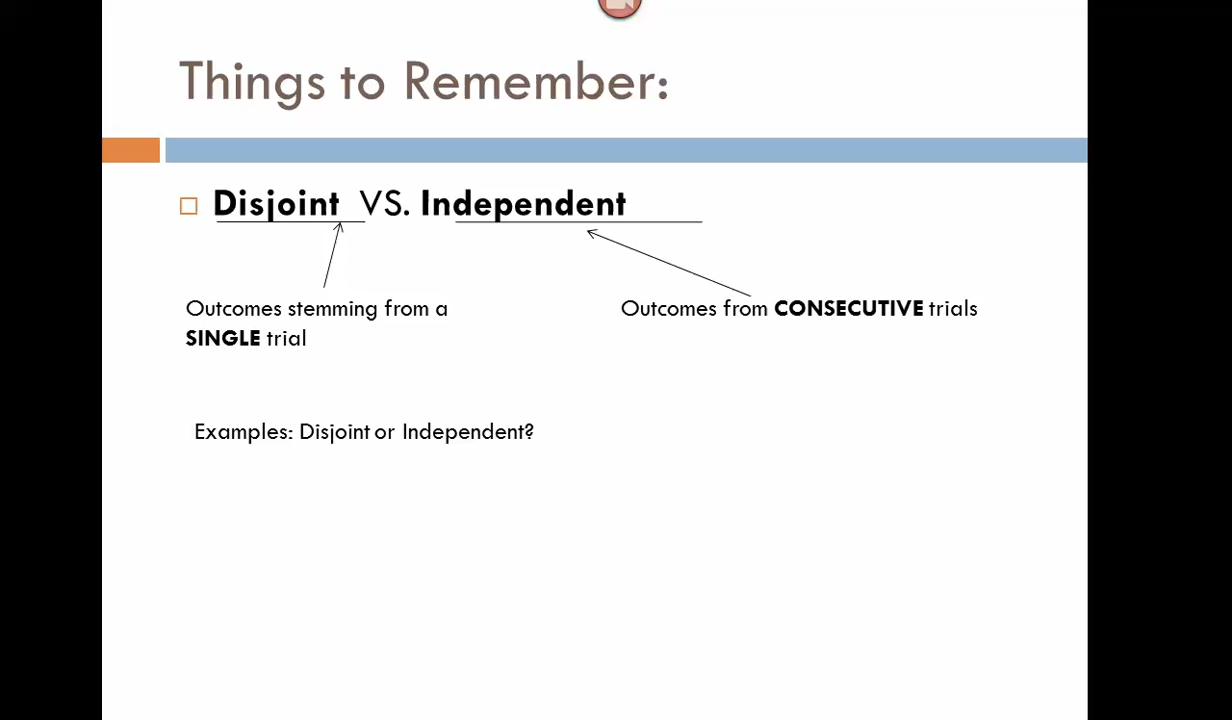 Things to Remember:
Disjoint VS. Independent
Outcomes stemming from a
SINGLE trial
Outcomes from CONSECUTIVE trials
Examples: Disjoint or Independent?